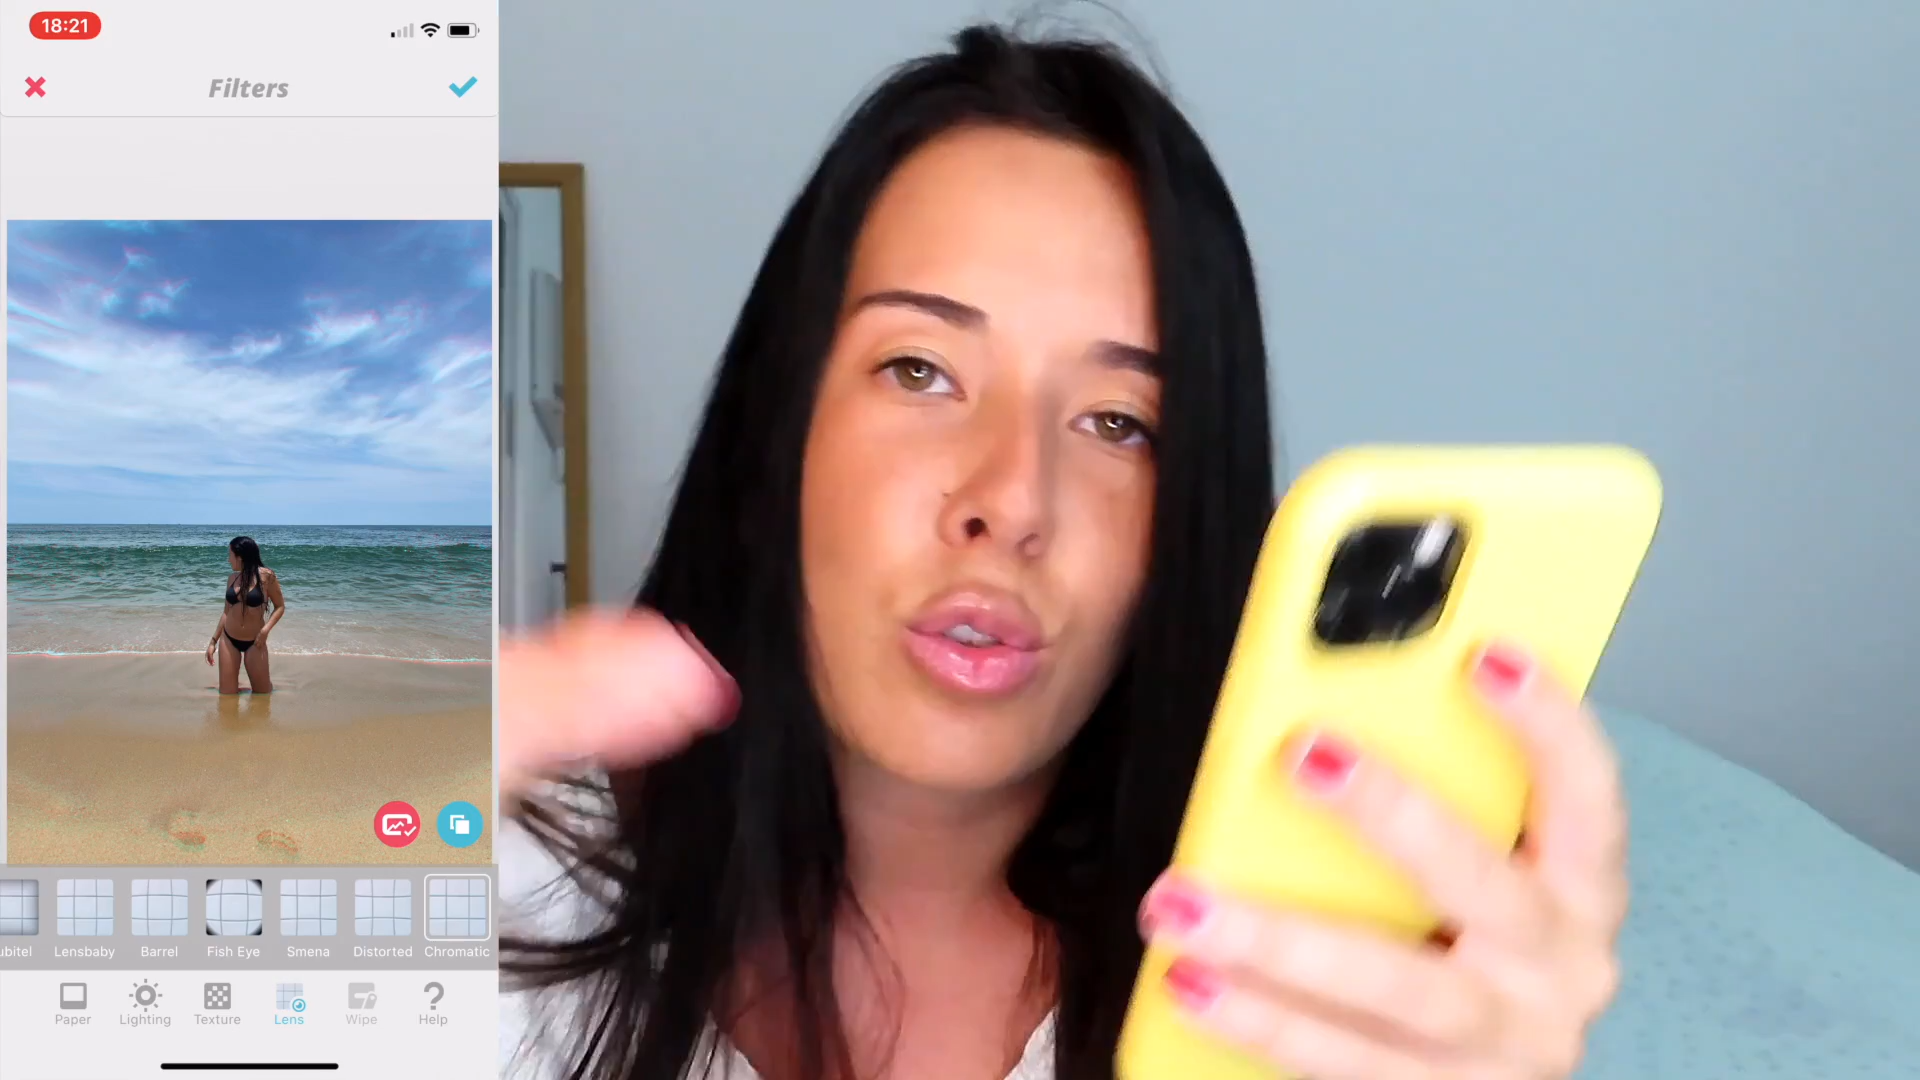 18:21
Filters
ubitel Lensbaby Barrel Fish Eye Smena Distorted Chromatic
Paper Lighting Texture Lens Wipe Help